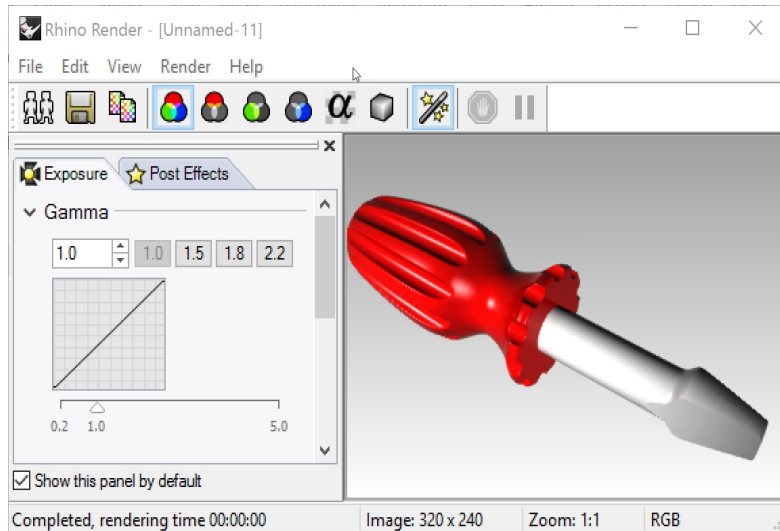 Rhino Render - [Unnamed-11]
File Edit View Render Help
α
Exposure Post Effects
Gamma
1.0 1.0 1.5 1.8 2.2
0.2 1.0 5.0
Show this panel by default
Completed, rendering time 00:00:00 Image: 320 x 240 Zoom: 1:1 RGB